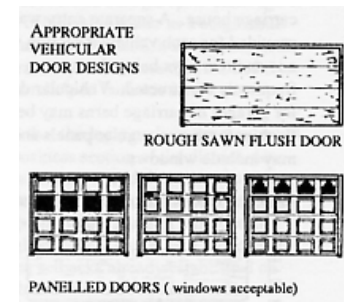 APPROPRIATE
VEHICULAR
DOOR DESIGNS
ROUGH SAWN FLUSH DOOR
PANELLED DOORS ( windows acceptable)